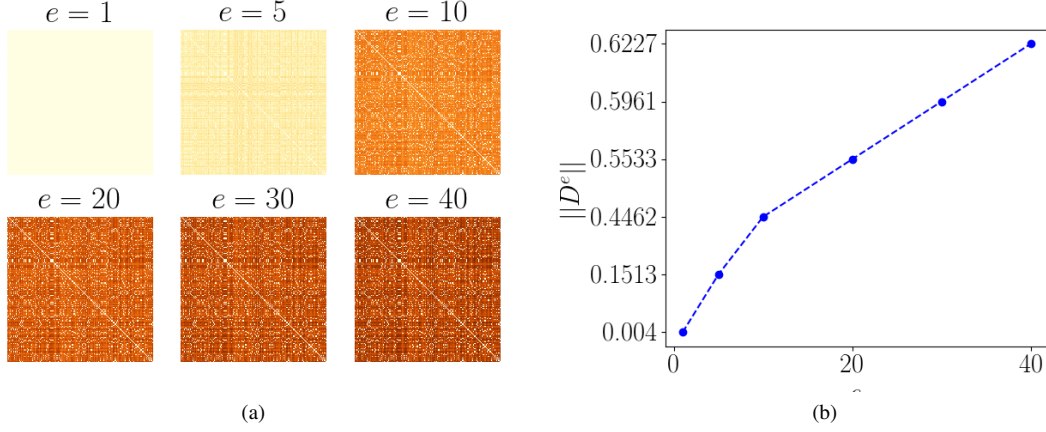 e = 1
e = 5
e = 10
e = 20
e = 30
e = 40
(a)
||D^e||
0.6227
0.5961
0.5533
0.4462
0.1513
0.004
0
20
40
(b)